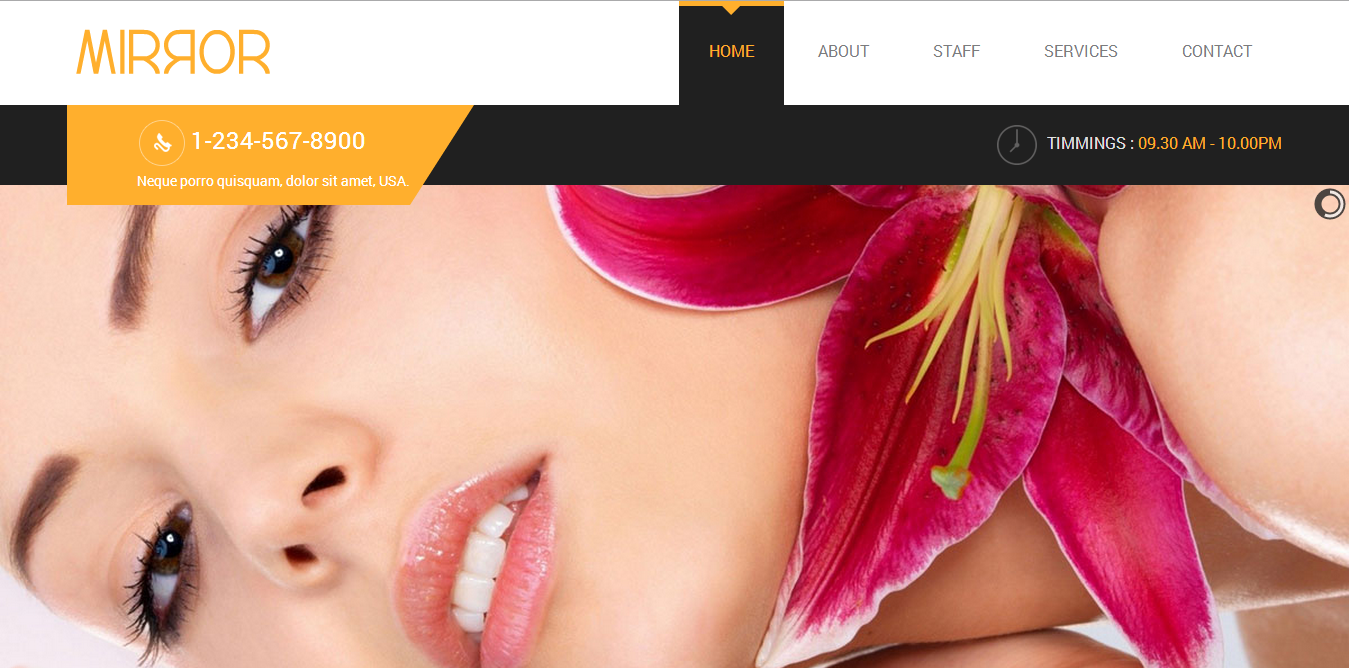 MIRROR
HOME ABOUT STAFF SERVICES CONTACT
1-234-567-8900
Neque porro quisquam, dolor sit amet, USA.
TIMMINGS : 09.30 AM - 10.00PM